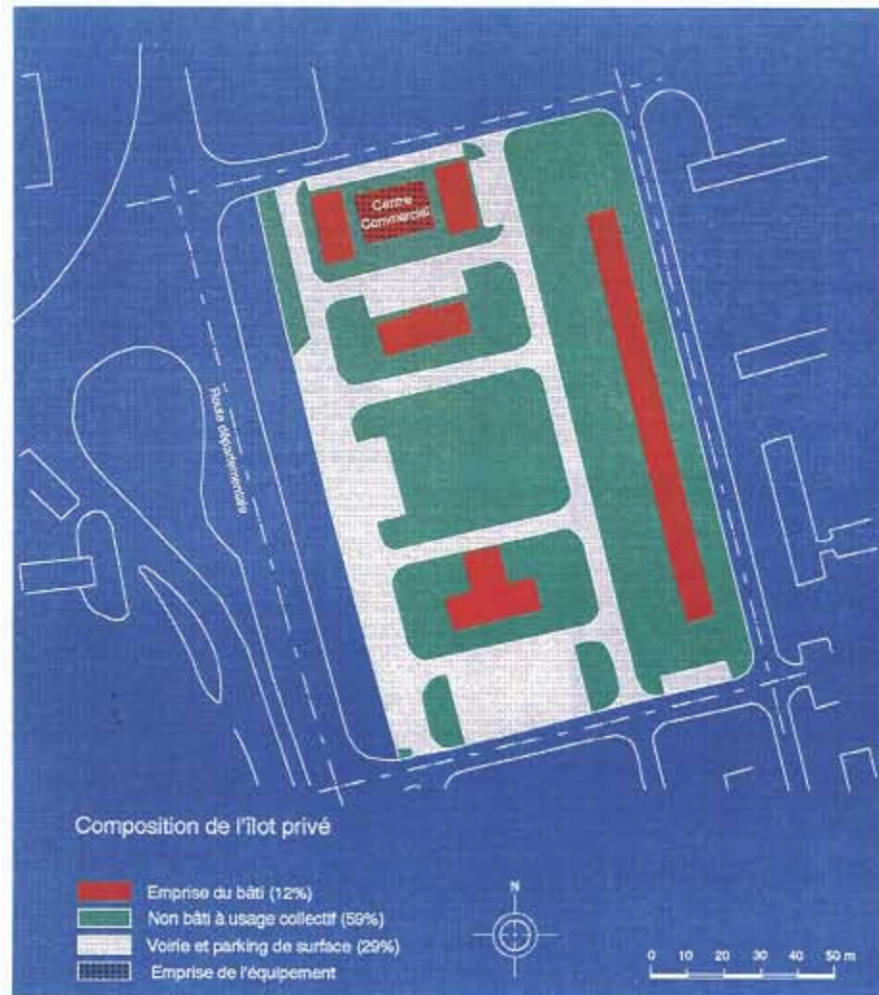 Centre
Commercial
Route départementale
Composition de l'îlot privé
Emprise du bâti (12%)
Non bâti à usage collectif (59%)
Voirie et parking de surface (29%)
Emprise de l'équipement
N
0 10 20 30 40 50 m